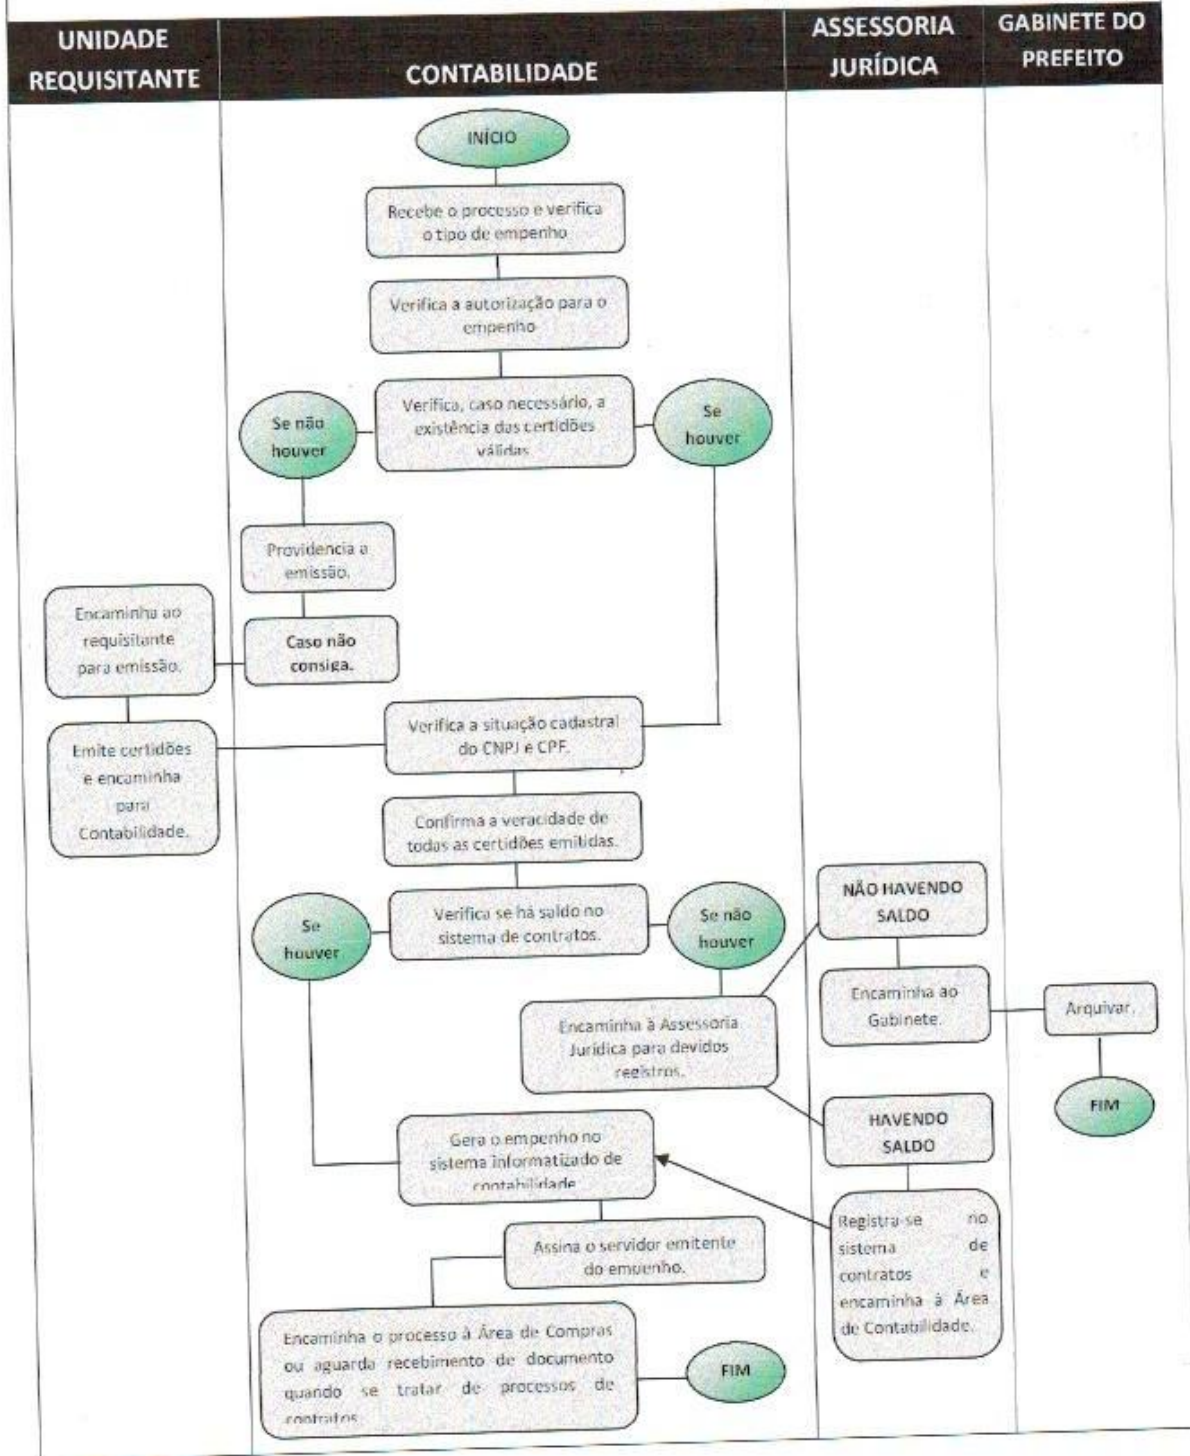 UNIDADE
REQUISITANTE
CONTABILIDADE
ASSESSORIA
JURÍDICA
GABINETE DO
PREFEITO
INÍCIO
Recebe o processo e verifica
o tipo de empenho
Verifica a autorização para o
empenho
Verifica, caso necessário, a
existência das certidões
válidas
Se não
houver
Se
houver
Providencia a
emissão.
Caso não
consiga.
Encaminha ao
requisitante
para emissão.
Emite certidões
e encaminha
para
Contabilidade.
Verifica a situação cadastral
do CNPJ e CPF.
Confirma a veracidade de
todas as certidões emitidas.
Verifica se há saldo no
sistema de contratos.
Se
houver
Se não
houver
Encaminha à Assessoria
Jurídica para devidos
registros.
NÃO HAVENDO
SALDO
Encaminha ao
Gabinete.
Arquivar.
FIM
HAVENDO
SALDO
Registra-se no
sistema de
contratos e
encaminha à Área
de Contabilidade.
Gera o empenho no
sistema informatizado de
contabilidade
Assina o servidor emitente
do empenho.
Encaminha o processo à Área de Compras
ou aguarda recebimento de documento
quando se tratar de processos de
contratos
FIM